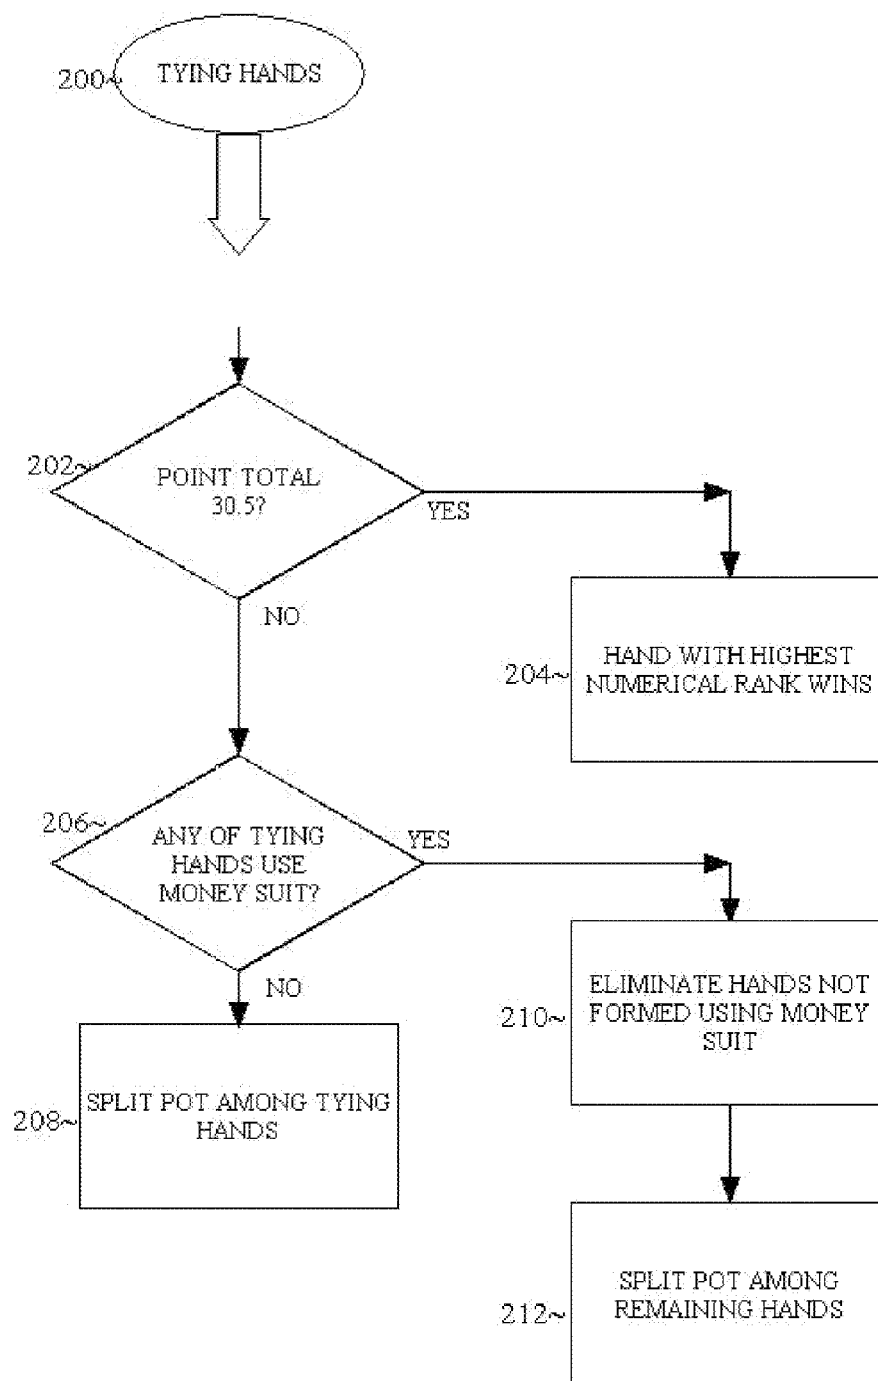 200~ TYING HANDS
202~
POINT TOTAL
30.5?
YES
NO
204~
HAND WITH HIGHEST
NUMERICAL RANK WINS
206~
ANY OF TYING
HANDS USE
MONEY SUIT?
YES
NO
210~
ELIMINATE HANDS NOT
FORMED USING MONEY
SUIT
208~
SPLIT POT AMONG TYING
HANDS
212~
SPLIT POT AMONG
REMAINING HANDS